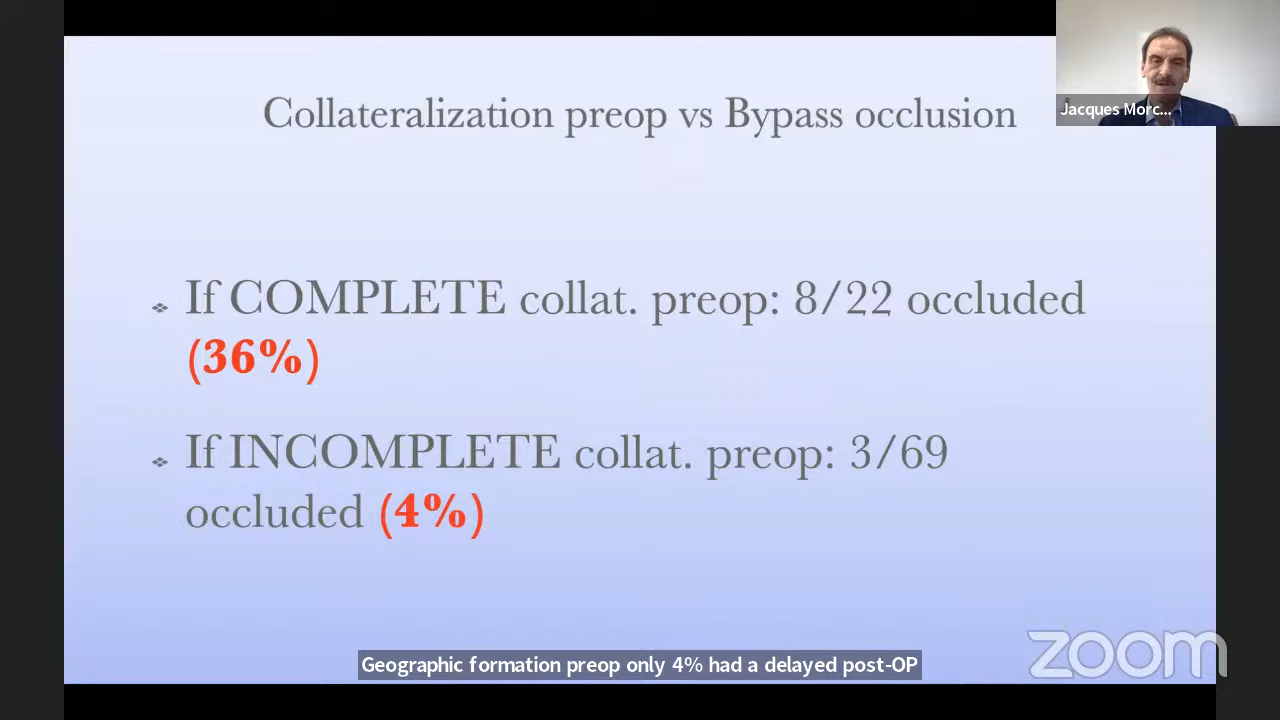 Collateralization preop vs Bypass occlusion
Jacques Morc...
If COMPLETE collat. preop: 8/22 occluded
(36%)
If INCOMPLETE collat. preop: 3/69
occluded (4%)
Geographic formation preop only 4% had a delayed post-OP
zoom